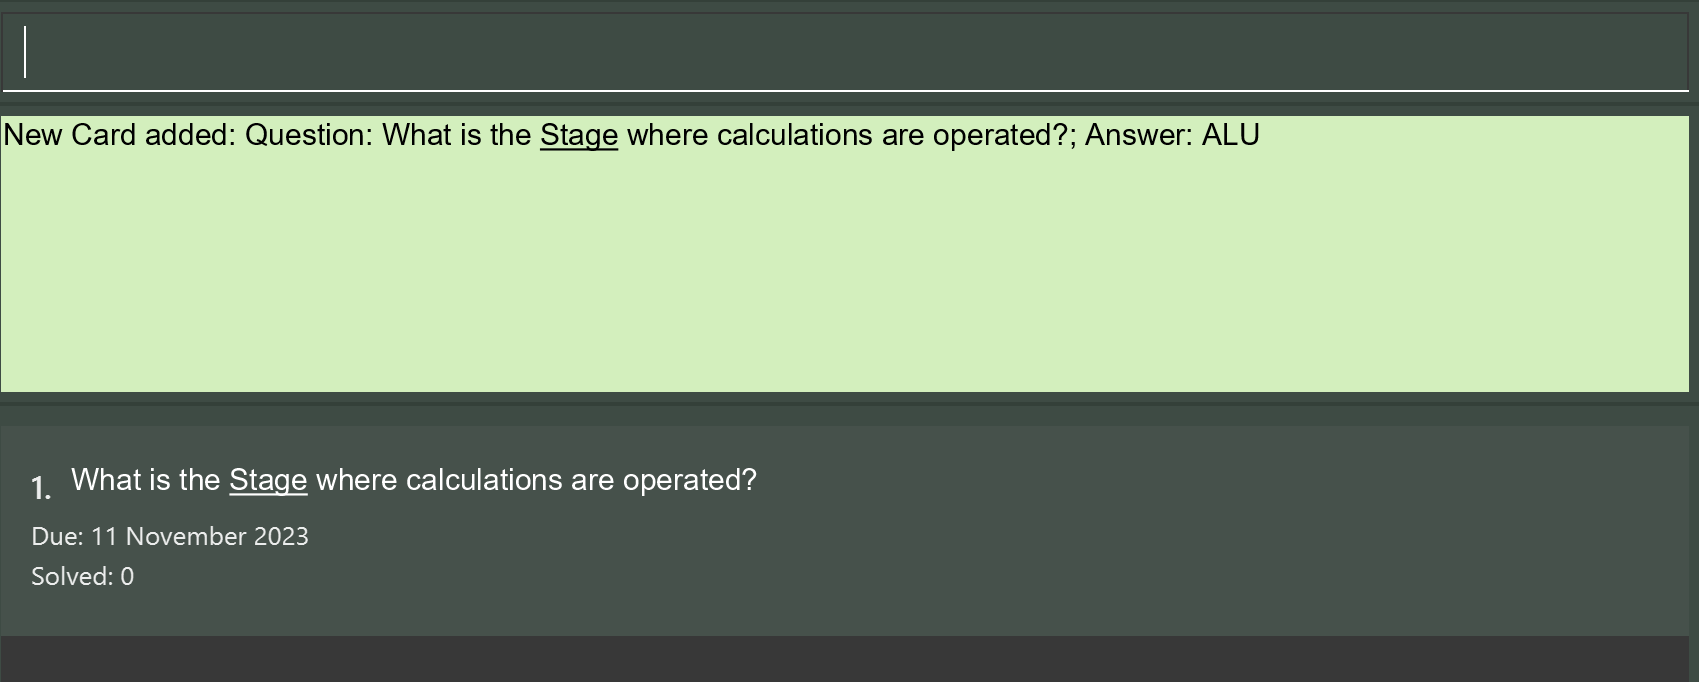 New Card added: Question: What is the Stage where calculations are operated?; Answer: ALU
1. What is the Stage where calculations are operated?
Due: 11 November 2023
Solved: 0